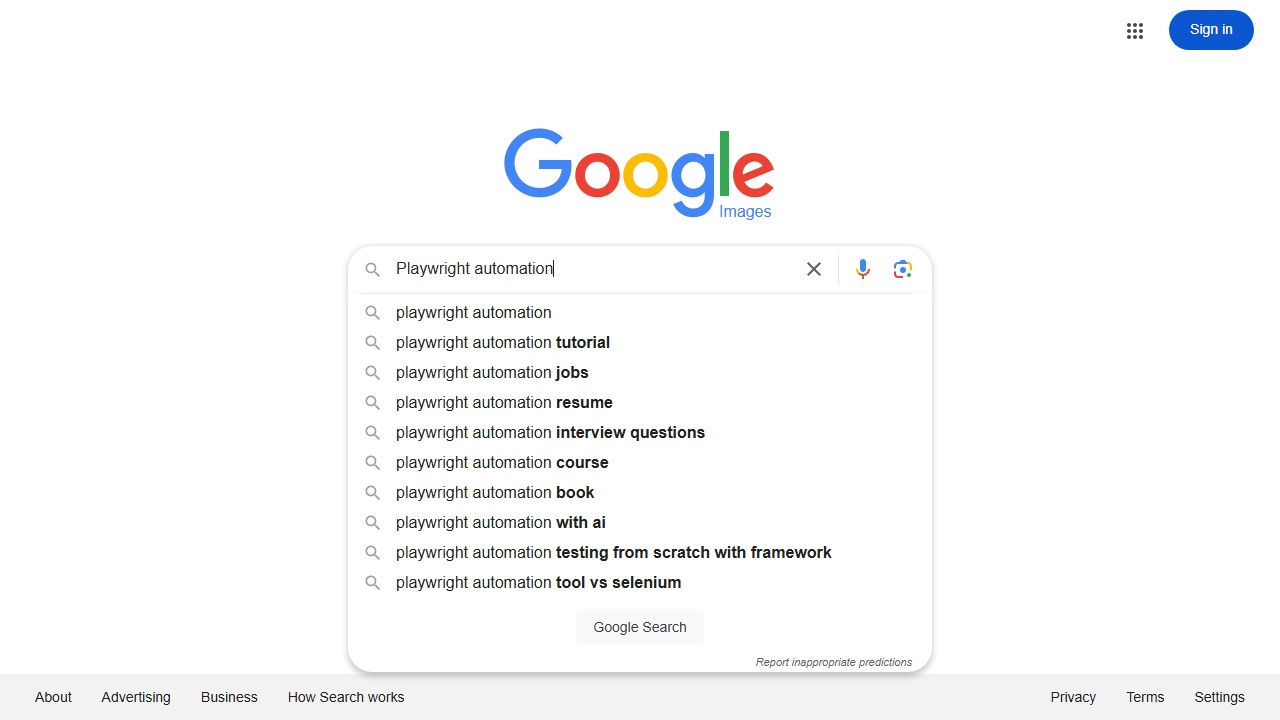 Sign in
Google
Images
Playwright automation
playwright automation
playwright automation tutorial
playwright automation jobs
playwright automation resume
playwright automation interview questions
playwright automation course
playwright automation book
playwright automation with ai
playwright automation testing from scratch with framework
playwright automation tool vs selenium
Google Search
Report inappropriate predictions
About Advertising Business How Search works Privacy Terms Settings